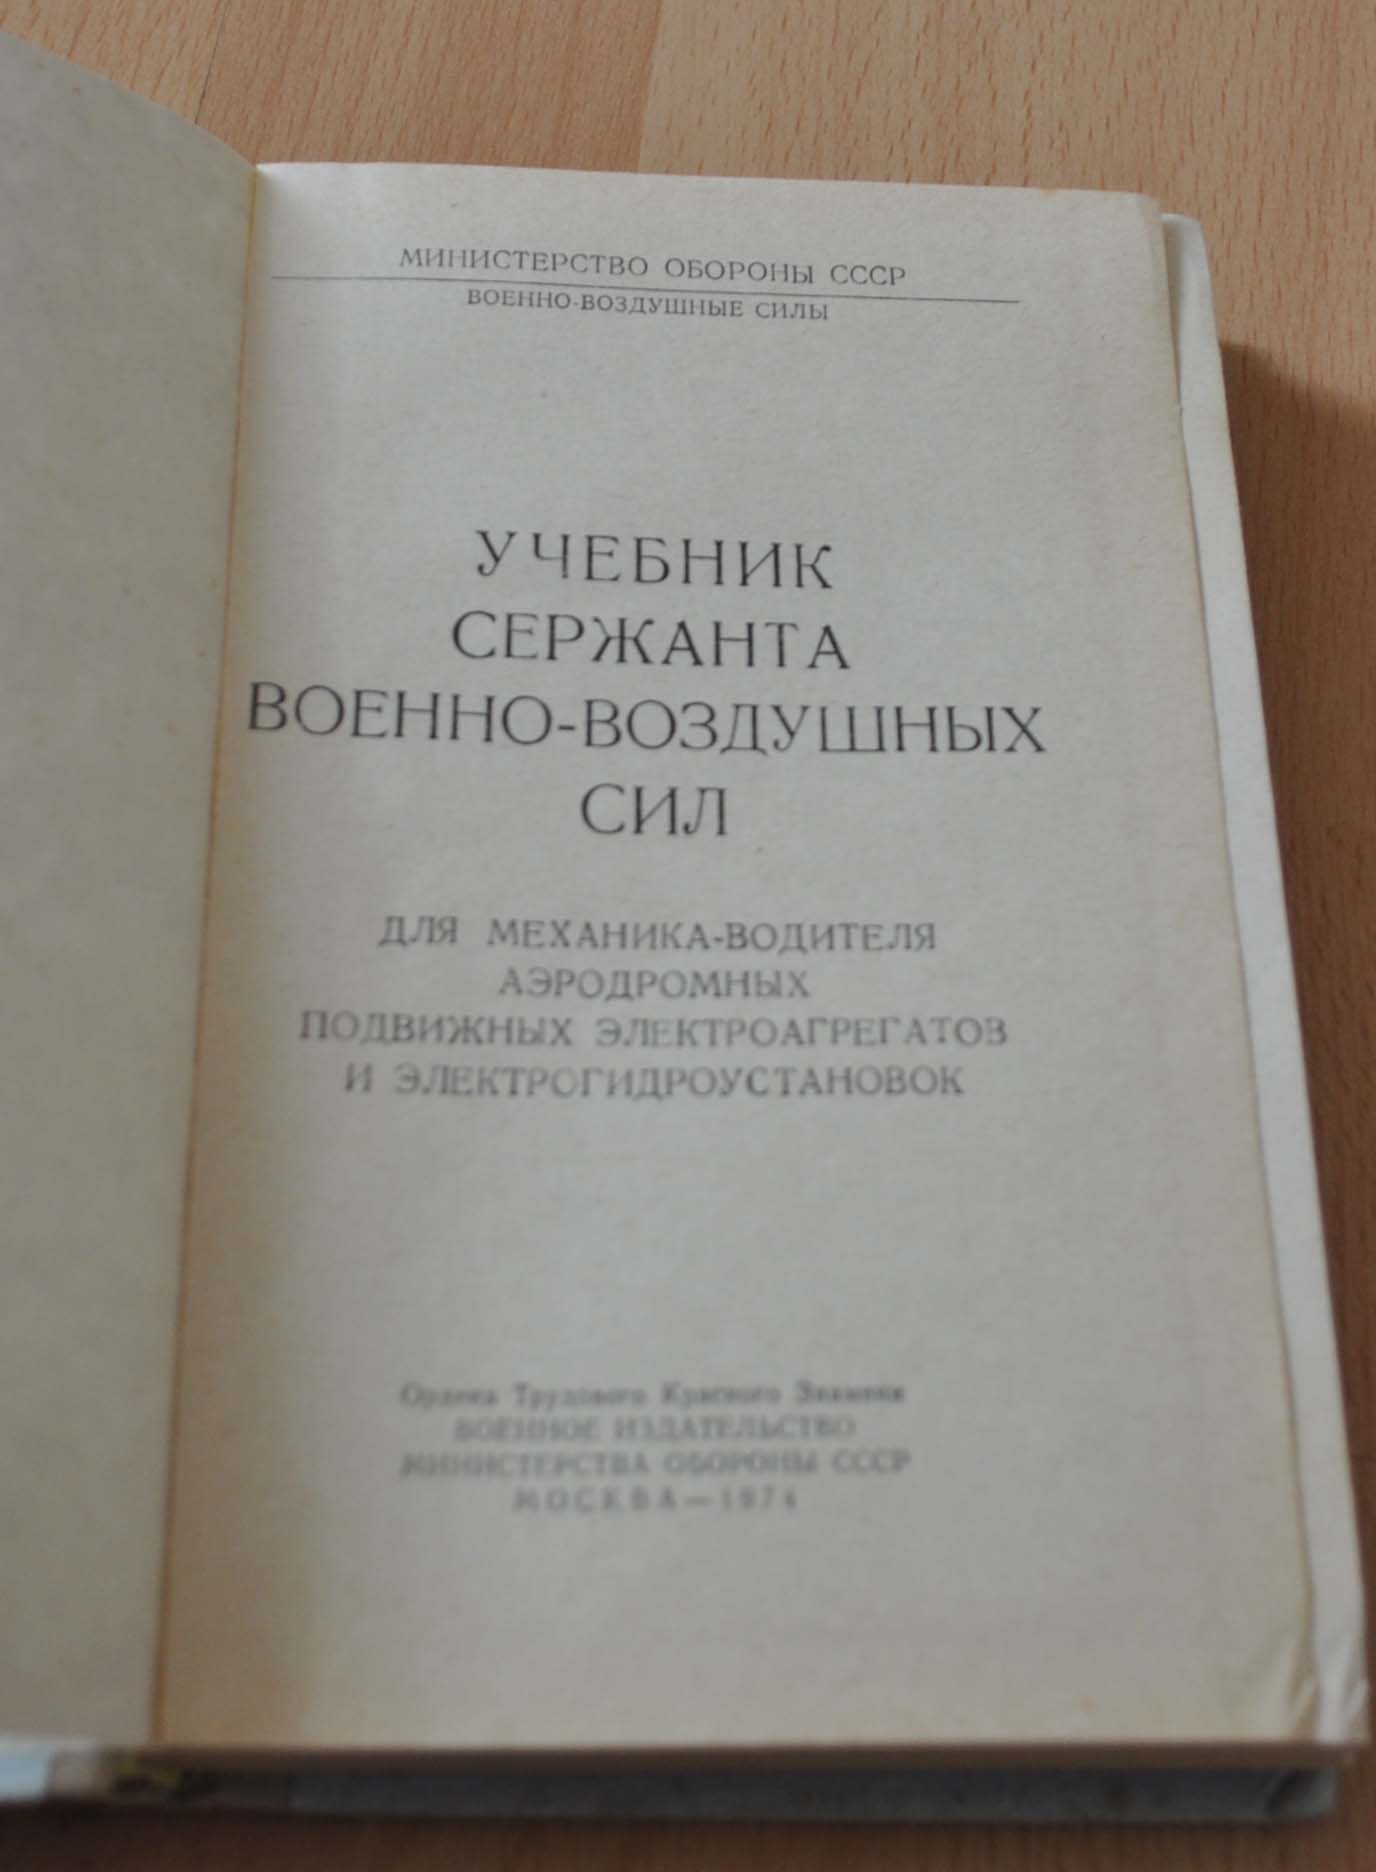 МИНИСТЕРСТВО ОБОРОНЫ СССР
ВОЕННО-ВОЗДУШНЫЕ СИЛЫ
УЧЕБНИК
СЕРЖАНТА
ВОЕННО-ВОЗДУШНЫХ
СИЛ
ДЛЯ МЕХАНИКА-ВОДИТЕЛЯ
АЭРОДРОМНЫХ
ПОДВИЖНЫХ ЭЛЕКТРОАГРЕГАТОВ
И ЭЛЕКТРОГИДРОУСТАНОВОК
Ордена Трудового Красного Знамени
ВОЕННОЕ ИЗДАТЕЛЬСТВО
МИНИСТЕРСТВА ОБОРОНЫ СССР
МОСКВА — 1974